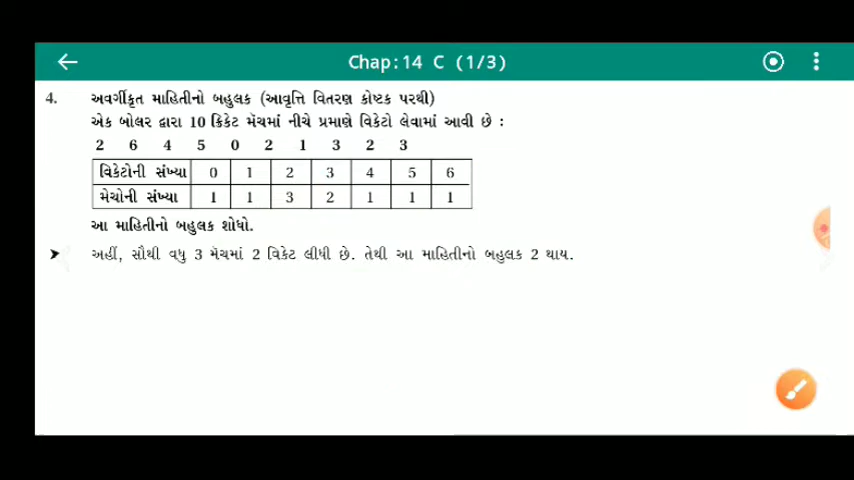 Chap:14 C (1/3)
4. અવર્ગીકૃત માહિતીનો બહુલક (આવૃત્તિ વિતરણ કોષ્ટક પરથી)
એક બોલર દ્વારા 10 ક્રિકેટ મૅચમાં નીચે પ્રમાણે વિકેટો લેવામાં આવી છે :
2 6 4 5 0 2 1 3 2 3
વિકેટોની સંખ્યા 0 1 2 3 4 5 6
મેચોની સંખ્યા 1 1 3 2 1 1 1
આ માહિતીનો બહુલક શોધો.
➤ અહીં, સૌથી વધુ 3 મૅચમાં 2 વિકેટ લીધી છે. તેથી આ માહિતીનો બહુલક 2 થાય.